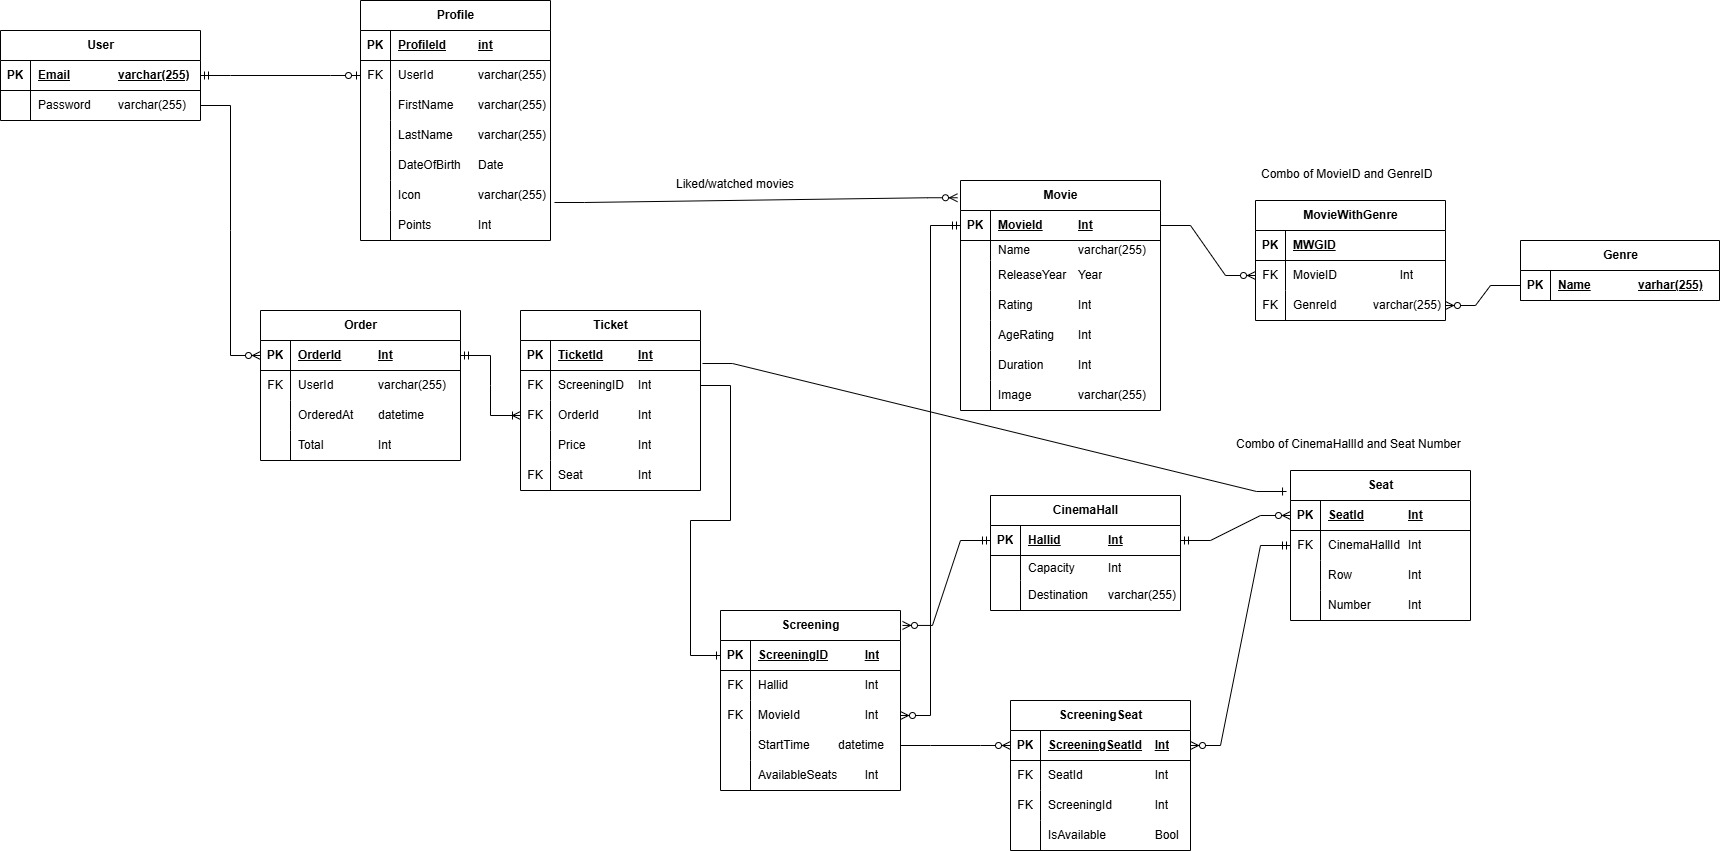 Profile
PK ProfileId int
FK UserId varchar(255)
FirstName varchar(255)
LastName varchar(255)
DateOfBirth Date
Icon varchar(255)
Points Int
User
PK Email varchar(255)
Password varchar(255)
Liked/watched movies
Movie
PK MovieId Int
Name varchar(255)
ReleaseYear Year
Rating Int
AgeRating Int
Duration Int
Image varchar(255)
Combo of MovieID and GenreID
MovieWithGenre
PK MWGID
FK MovieID Int
FK GenreId varchar(255)
Genre
PK Name varhar(255)
Order
PK OrderId Int
FK UserId varchar(255)
OrderedAt datetime
Total Int
Ticket
PK TicketId Int
FK ScreeningID Int
FK OrderId Int
Price Int
FK Seat Int
Combo of CinemaHallId and Seat Number
Seat
PK SeatId Int
FK CinemaHallId Int
Row Int
Number Int
CinemaHall
PK Hallid Int
Capacity Int
Destination varchar(255)
Screening
PK ScreeningID Int
FK Hallid Int
FK MovieId Int
StartTime datetime
AvailableSeats Int
ScreeningSeat
PK ScreeningSeatId Int
FK SeatId Int
FK ScreeningId Int
IsAvailable Bool